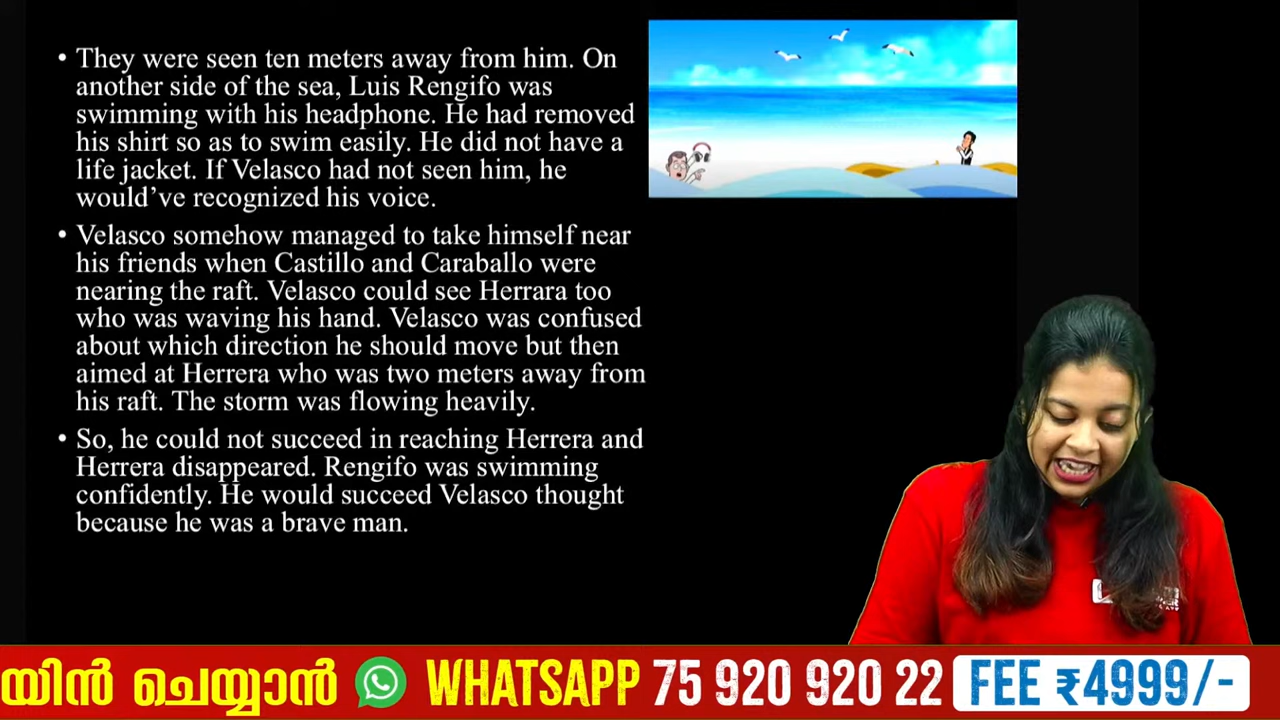 • They were seen ten meters away from him. On
another side of the sea, Luis Rengifo was
swimming with his headphone. He had removed
his shirt so as to swim easily. He did not have a
life jacket. If Velasco had not seen him, he
would’ve recognized his voice.
• Velasco somehow managed to take himself near
his friends when Castillo and Caraballo were
nearing the raft. Velasco could see Herrara too
who was waving his hand. Velasco was confused
about which direction he should move but then
aimed at Herrera who was two meters away from
his raft. The storm was flowing heavily.
• So, he could not succeed in reaching Herrera and
Herrera disappeared. Rengifo was swimming
confidently. He would succeed Velasco thought
because he was a brave man.
യിൻ ചെയ്യാൻ WHATSAPP 75 920 920 22 FEE ₹4999/-